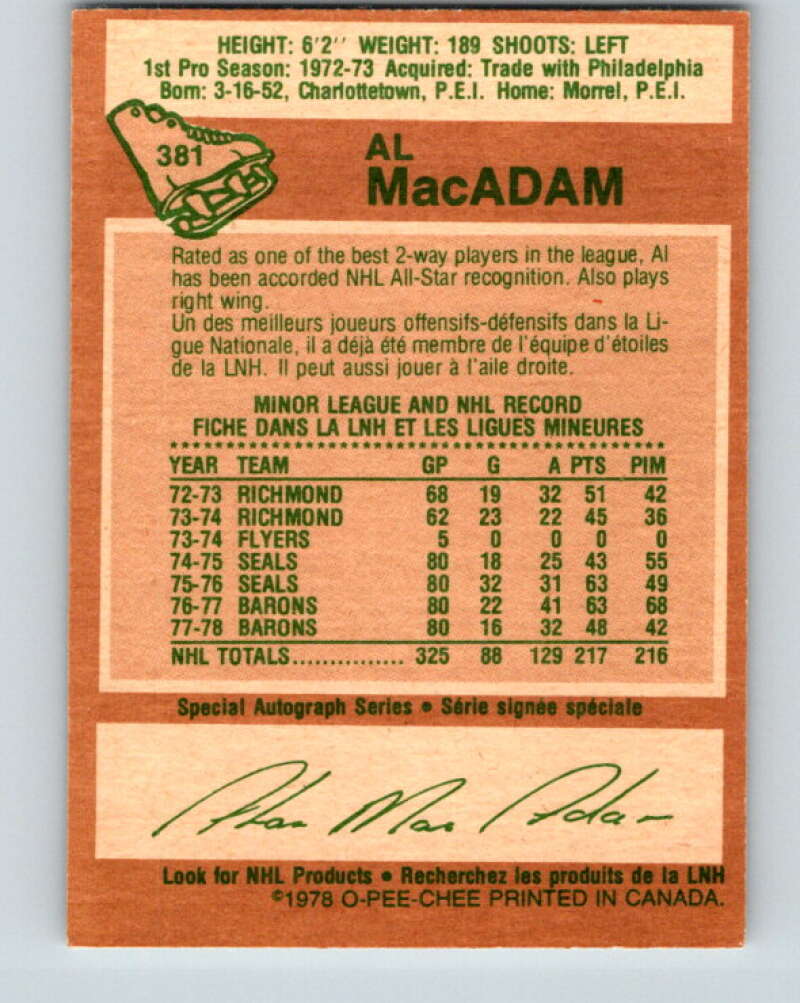 HEIGHT: 6'2'' WEIGHT: 189 SHOOTS: LEFT
1st Pro Season: 1972-73 Acquired: Trade with Philadelphia
Born: 3-16-52, Charlottetown, P.E.I. Home: Morrel, P.E.I.
381
AL
MacADAM
Rated as one of the best 2-way players in the league, Al
has been accorded NHL All-Star recognition. Also plays
right wing.
Un des meilleurs joueurs offensifs-défensifs dans la Li-
gue Nationale, il a déjà été membre de l'équipe d'étoiles
de la LNH. Il peut aussi jouer à l'aile droite.
MINOR LEAGUE AND NHL RECORD
FICHE DANS LA LNH ET LES LIGUES MINEURES
YEAR TEAM GP G A PTS PIM
72-73 RICHMOND 68 19 32 51 42
73-74 RICHMOND 62 23 22 45 36
73-74 FLYERS 5 0 0 0 0
74-75 SEALS 80 18 25 43 55
75-76 SEALS 80 32 31 63 49
76-77 BARONS 80 22 41 63 68
77-78 BARONS 80 16 32 48 42
NHL TOTALS................ 325 88 129 217 216
Special Autograph Series • Série signée spéciale
Alan MacAdam
Look for NHL Products • Recherchez les produits de la LNH
©1978 O-PEE-CHEE PRINTED IN CANADA.